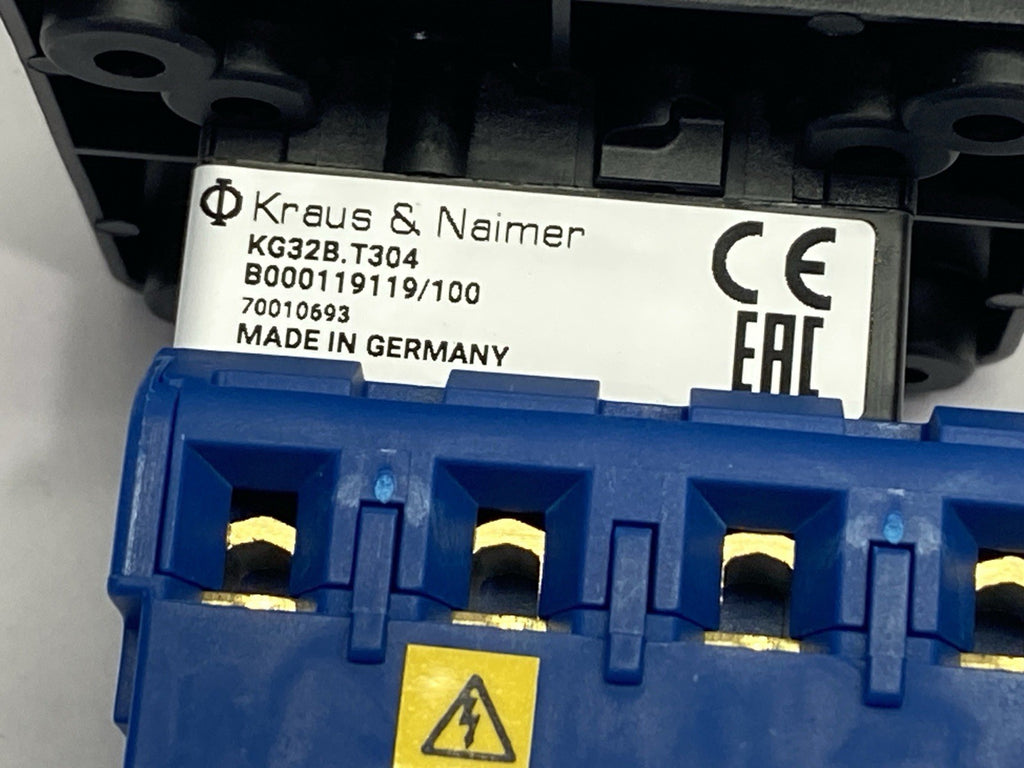 Kraus & Naimer
KG32B.T304
B000119119/100
70010693
MADE IN GERMANY
CE
EAC